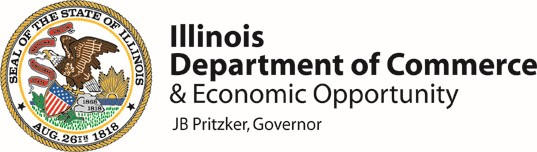 SEAL OF THE STATE OF ILLINOIS
AUG. 26TH 1818
1868
1818
Illinois
Department of Commerce
& Economic Opportunity
JB Pritzker, Governor